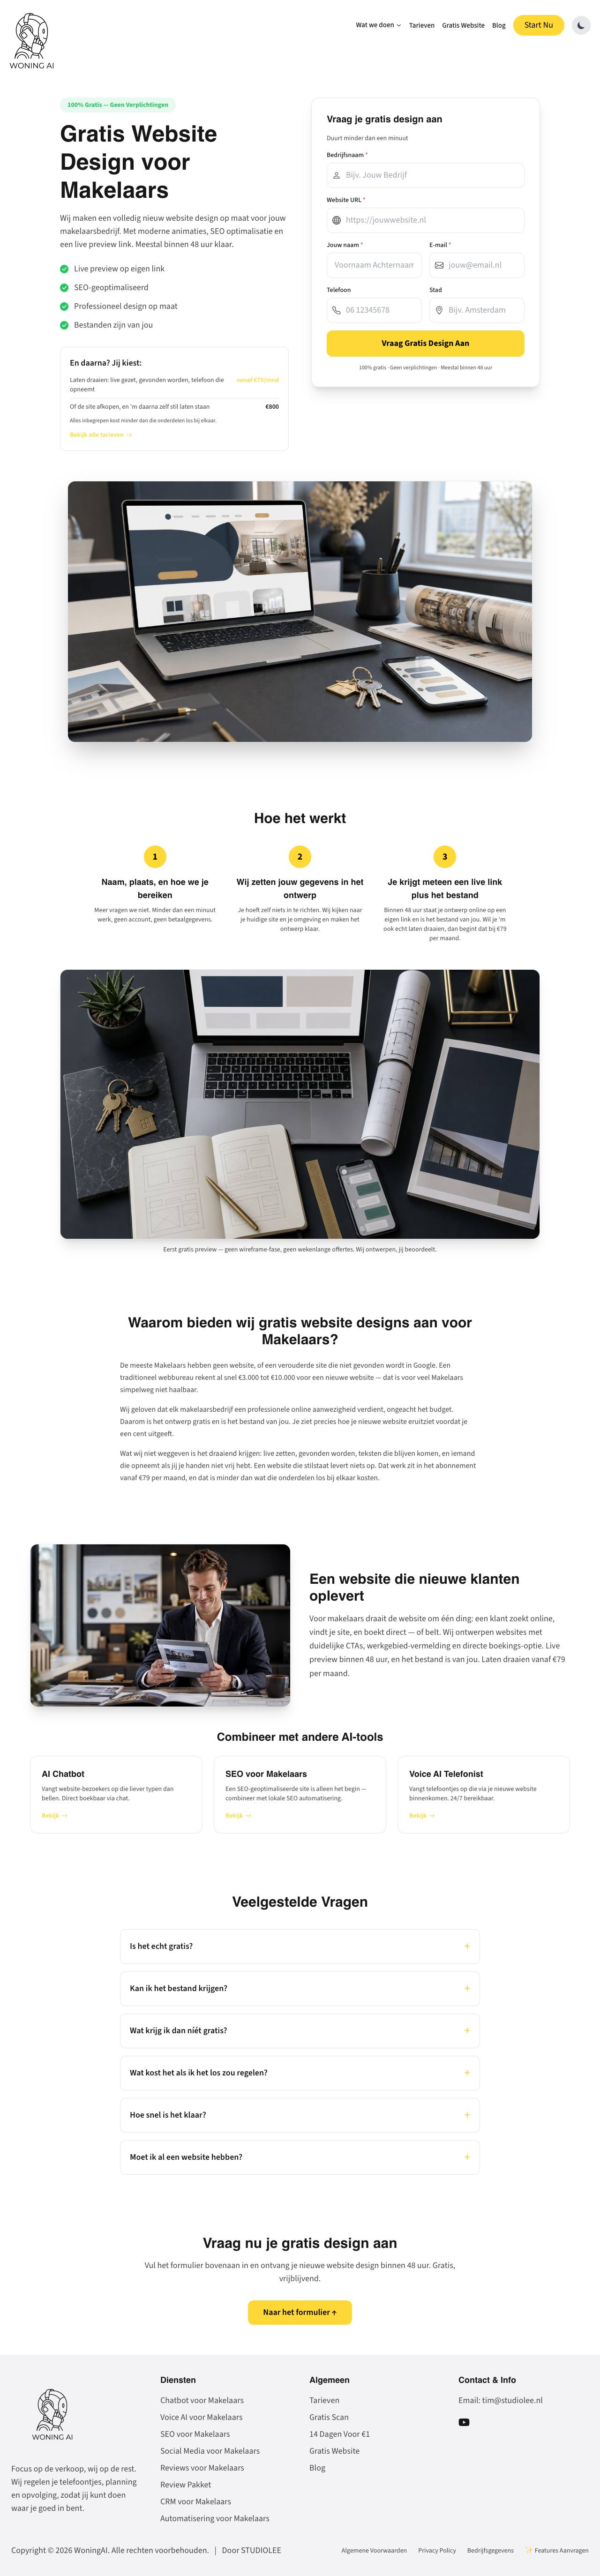 WONING AI
Wat we doen
Tarieven
Gratis Website
Blog
Start Nu
100% Gratis — Geen Verplichtingen
Gratis Website
Design voor
Makelaars
Wij maken een volledig nieuw website design op maat voor jouw
makelaarsbedrijf. Met moderne animaties, SEO optimalisatie en
een live preview link. Meestal binnen 48 uur klaar.
Live preview op eigen link
SEO-geoptimaliseerd
Professioneel design op maat
Bestanden zijn van jou
En daarna? Jij kiest:
Laten draaien: live gezet, gevonden worden, telefoon die
opneemt
vanaf €79/mnd
Of de site afkopen, en 'm daarna zelf stil laten staan
€800
Alles inbegrepen kost minder dan die onderdelen los bij elkaar.
Bekijk alle tarieven →
Vraag je gratis design aan
Duurt minder dan een minuut
Bedrijfsnaam *
Bijv. Jouw Bedrijf
Website URL *
https://jouwwebsite.nl
Jouw naam *
E-mail *
Voornaam Achternaam
jouw@email.nl
Telefoon
Stad
06 12345678
Bijv. Amsterdam
Vraag Gratis Design Aan
100% gratis · Geen verplichtingen · Meestal binnen 48 uur
Hoe het werkt
1
Naam, plaats, en hoe we je
bereiken
Meer vragen we niet. Minder dan een minuut
werk, geen account, geen betaalgegevens.
2
Wij zetten jouw gegevens in het
ontwerp
Je hoeft zelf niets in te richten. Wij kijken naar
je huidige site en je omgeving en maken het
ontwerp klaar.
3
Je krijgt meteen een live link
plus het bestand
Binnen 48 uur staat je ontwerp online op een
eigen link en is het bestand van jou. Wil je 'm
ook echt laten draaien, dan begint dat bij €79
per maand.
Eerst gratis preview — geen wireframe-fase, geen wekenlange offertes. Wij ontwerpen, jij beoordeelt.
Waarom bieden wij gratis website designs aan voor
Makelaars?
De meeste Makelaars hebben geen website, of een verouderde site die niet gevonden wordt in Google. Een
traditioneel webbureau rekent al snel €3.000 tot €10.000 voor een nieuwe website — dat is voor veel Makelaars
simpelweg niet haalbaar.
Wij geloven dat elk makelaarsbedrijf een professionele online aanwezigheid verdient, ongeacht het budget.
Daarom is het ontwerp gratis en is het bestand van jou. Je ziet precies hoe je nieuwe website eruitziet voordat je
een cent uitgeeft.
Wat wij niet weggeven is het draaiend krijgen: live zetten, gevonden worden, teksten die blijven komen, en iemand
die opneemt als jij je handen niet vrij hebt. Een website die stilstaat levert niets op. Dat werk zit in het abonnement
vanaf €79 per maand, en dat is minder dan wat die onderdelen los bij elkaar kosten.
Een website die nieuwe klanten
oplevert
Voor makelaars draait de website om één ding: een klant zoekt online,
vindt je site, en boekt direct — of belt. Wij ontwerpen websites met
duidelijke CTAs, werkgebied-vermelding en directe boekings-optie. Live
preview binnen 48 uur, en het bestand is van jou. Laten draaien vanaf €79
per maand.
Combineer met andere AI-tools
AI Chatbot
Vangt website-bezoekers op die liever typen dan
bellen. Direct boekbaar via chat.
Bekijk →
SEO voor Makelaars
Een SEO-geoptimaliseerde site is alleen het begin —
combineer met lokale SEO automatisering.
Bekijk →
Voice AI Telefonist
Vangt telefoontjes op die via je nieuwe website
binnenkomen. 24/7 bereikbaar.
Bekijk →
Veelgestelde Vragen
Is het echt gratis? +
Kan ik het bestand krijgen? +
Wat krijg ik dan níét gratis? +
Wat kost het als ik het los zou regelen? +
Hoe snel is het klaar? +
Moet ik al een website hebben? +
Vraag nu je gratis design aan
Vul het formulier bovenaan in en ontvang je nieuwe website design binnen 48 uur. Gratis,
vrijblijvend.
Naar het formulier ↑
WONING AI
Focus op de verkoop, wij op de rest.
Wij regelen je telefoontjes, planning
en opvolging, zodat jij kunt doen
waar je goed in bent.
Diensten
Chatbot voor Makelaars
Voice AI voor Makelaars
SEO voor Makelaars
Social Media voor Makelaars
Reviews voor Makelaars
Review Pakket
CRM voor Makelaars
Automatisering voor Makelaars
Algemeen
Tarieven
Gratis Scan
14 Dagen Voor €1
Gratis Website
Blog
Contact & Info
Email: tim@studiolee.nl
Copyright © 2026 WoningAI. Alle rechten voorbehouden. | Door STUDIOLEE
Algemene Voorwaarden
Privacy Policy
Bedrijfsgegevens
✨ Features Aanvragen